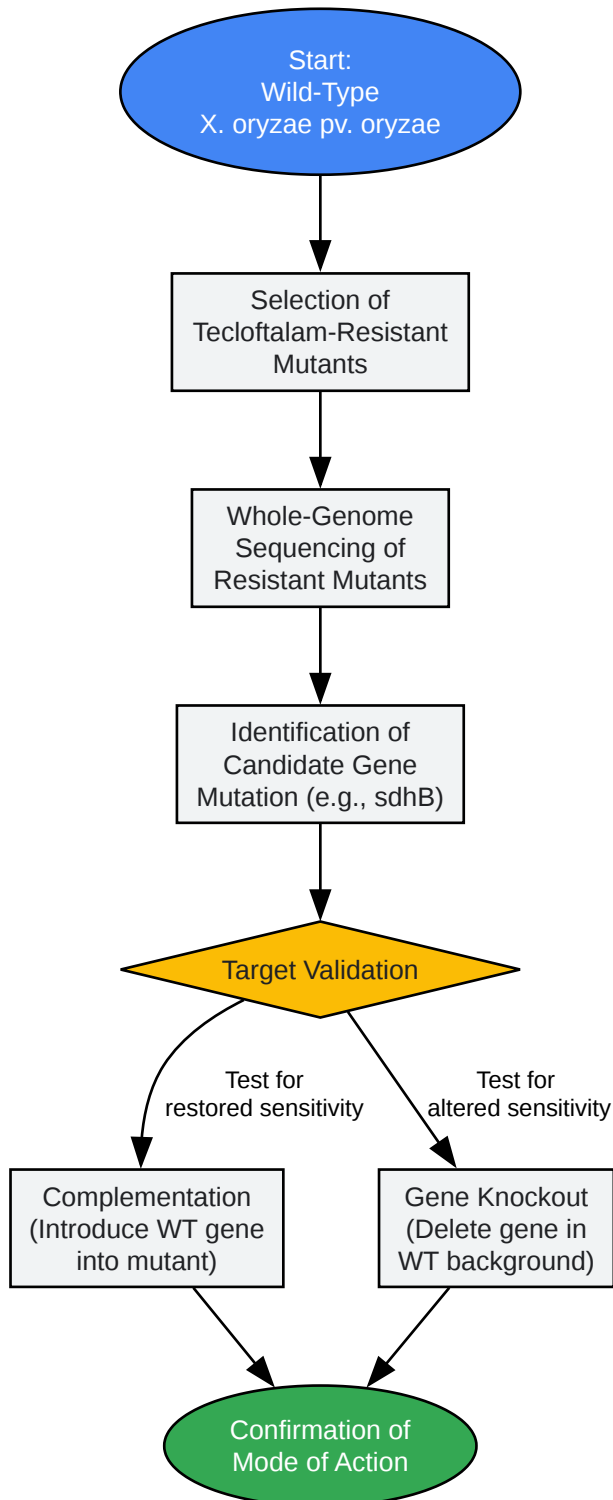 Start:
Wild-Type
X. oryzae pv. oryzae
Selection of
Tecloftalam-Resistant
Mutants
Whole-Genome
Sequencing of
Resistant Mutants
Identification of
Candidate Gene
Mutation (e.g., sdhB)
Target Validation
Test for
restored sensitivity
Test for
altered sensitivity
Complementation
(Introduce WT gene
into mutant)
Gene Knockout
(Delete gene in
WT background)
Confirmation of
Mode of Action